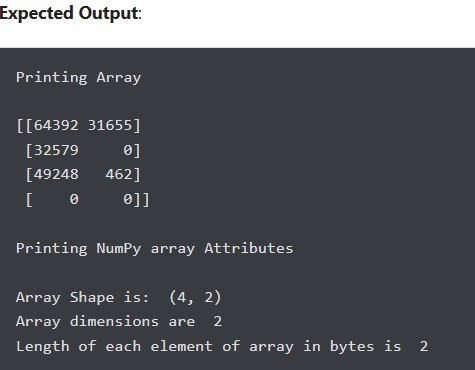 Expected Output:
Printing Array
[[64392 31655]
 [32579     0]
 [49248   462]
 [    0     0]]
Printing NumPy array Attributes
Array Shape is:  (4, 2)
Array dimensions are  2
Length of each element of array in bytes is  2